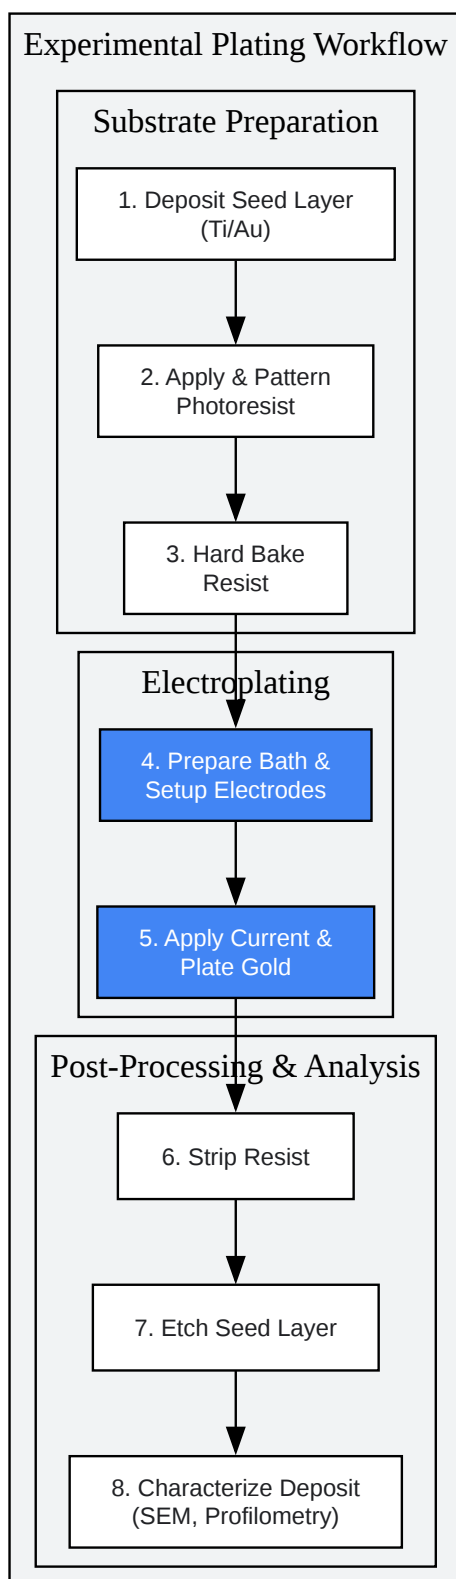 Experimental Plating Workflow
Substrate Preparation
1. Deposit Seed Layer
(Ti/Au)
2. Apply & Pattern
Photoresist
3. Hard Bake
Resist
Electroplating
4. Prepare Bath &
Setup Electrodes
5. Apply Current &
Plate Gold
Post-Processing & Analysis
6. Strip Resist
7. Etch Seed Layer
8. Characterize Deposit
(SEM, Profilometry)